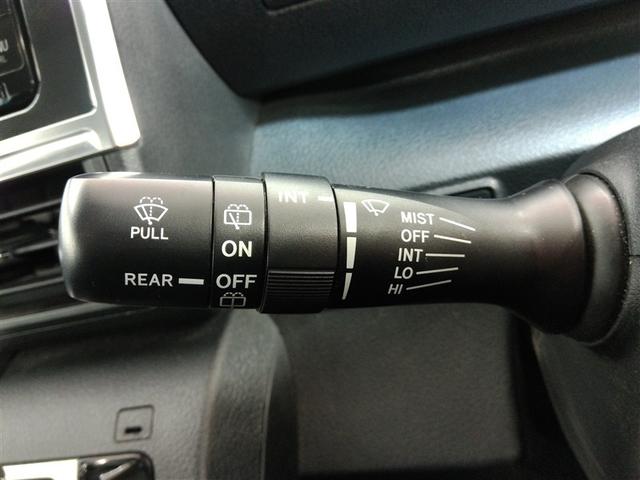 PULL
REAR
ON
OFF
INT
MIST
OFF
INT
LO
HI